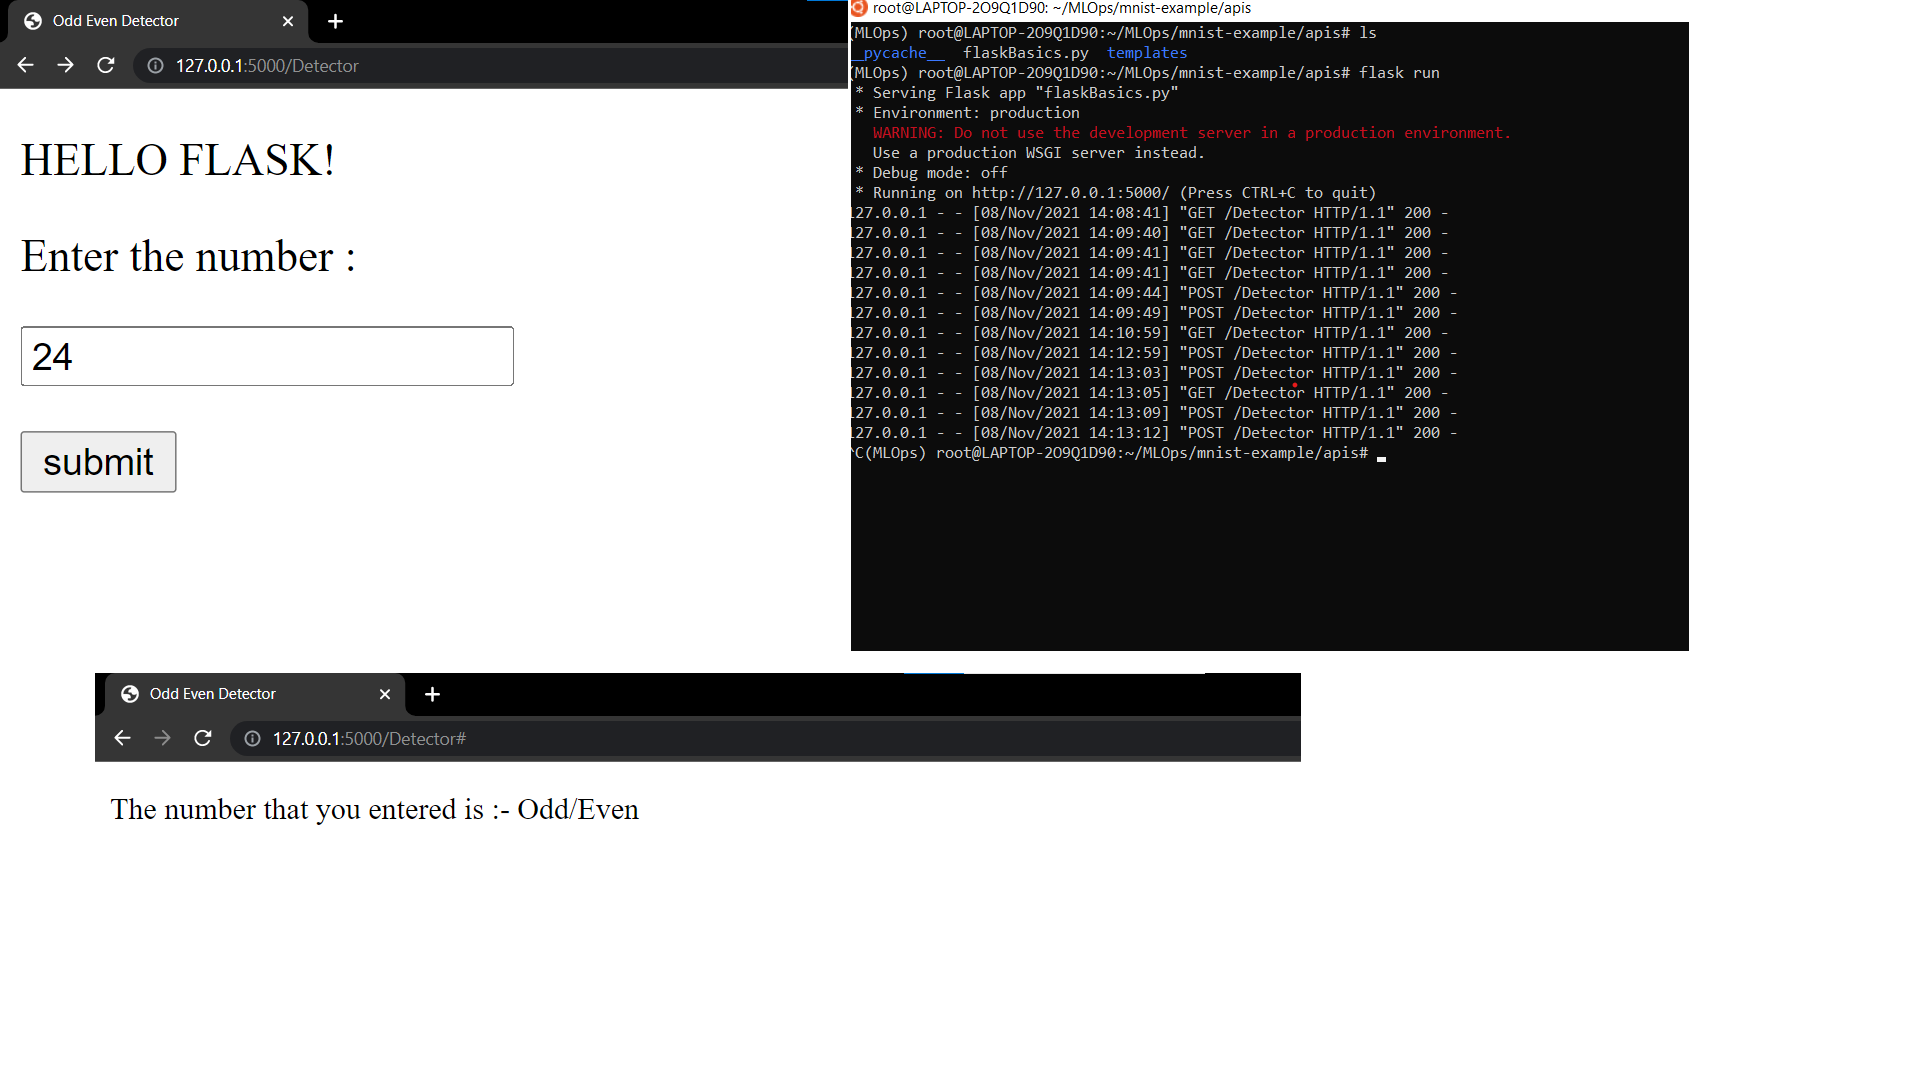 Odd Even Detector
127.0.0.1:5000/Detector
HELLO FLASK!
Enter the number :
24
submit
root@LAPTOP-2O9Q1D90: ~/MLOps/mnist-example/apis
(MLOps) root@LAPTOP-2O9Q1D90:~/MLOps/mnist-example/apis# ls
__pycache__  flaskBasics.py  templates
(MLOps) root@LAPTOP-2O9Q1D90:~/MLOps/mnist-example/apis# flask run
* Serving Flask app "flaskBasics.py"
* Environment: production
WARNING: Do not use the development server in a production environment.
Use a production WSGI server instead.
* Debug mode: off
* Running on http://127.0.0.1:5000/ (Press CTRL+C to quit)
127.0.0.1 - - [08/Nov/2021 14:08:41] "GET /Detector HTTP/1.1" 200 -
127.0.0.1 - - [08/Nov/2021 14:09:40] "GET /Detector HTTP/1.1" 200 -
127.0.0.1 - - [08/Nov/2021 14:09:41] "GET /Detector HTTP/1.1" 200 -
127.0.0.1 - - [08/Nov/2021 14:09:41] "GET /Detector HTTP/1.1" 200 -
127.0.0.1 - - [08/Nov/2021 14:09:44] "POST /Detector HTTP/1.1" 200 -
127.0.0.1 - - [08/Nov/2021 14:09:49] "POST /Detector HTTP/1.1" 200 -
127.0.0.1 - - [08/Nov/2021 14:10:59] "GET /Detector HTTP/1.1" 200 -
127.0.0.1 - - [08/Nov/2021 14:12:59] "POST /Detector HTTP/1.1" 200 -
127.0.0.1 - - [08/Nov/2021 14:13:03] "POST /Detector HTTP/1.1" 200 -
127.0.0.1 - - [08/Nov/2021 14:13:05] "GET /Detector HTTP/1.1" 200 -
127.0.0.1 - - [08/Nov/2021 14:13:09] "POST /Detector HTTP/1.1" 200 -
127.0.0.1 - - [08/Nov/2021 14:13:12] "POST /Detector HTTP/1.1" 200 -
^C(MLOps) root@LAPTOP-2O9Q1D90:~/MLOps/mnist-example/apis#
Odd Even Detector
127.0.0.1:5000/Detector#
The number that you entered is :- Odd/Even